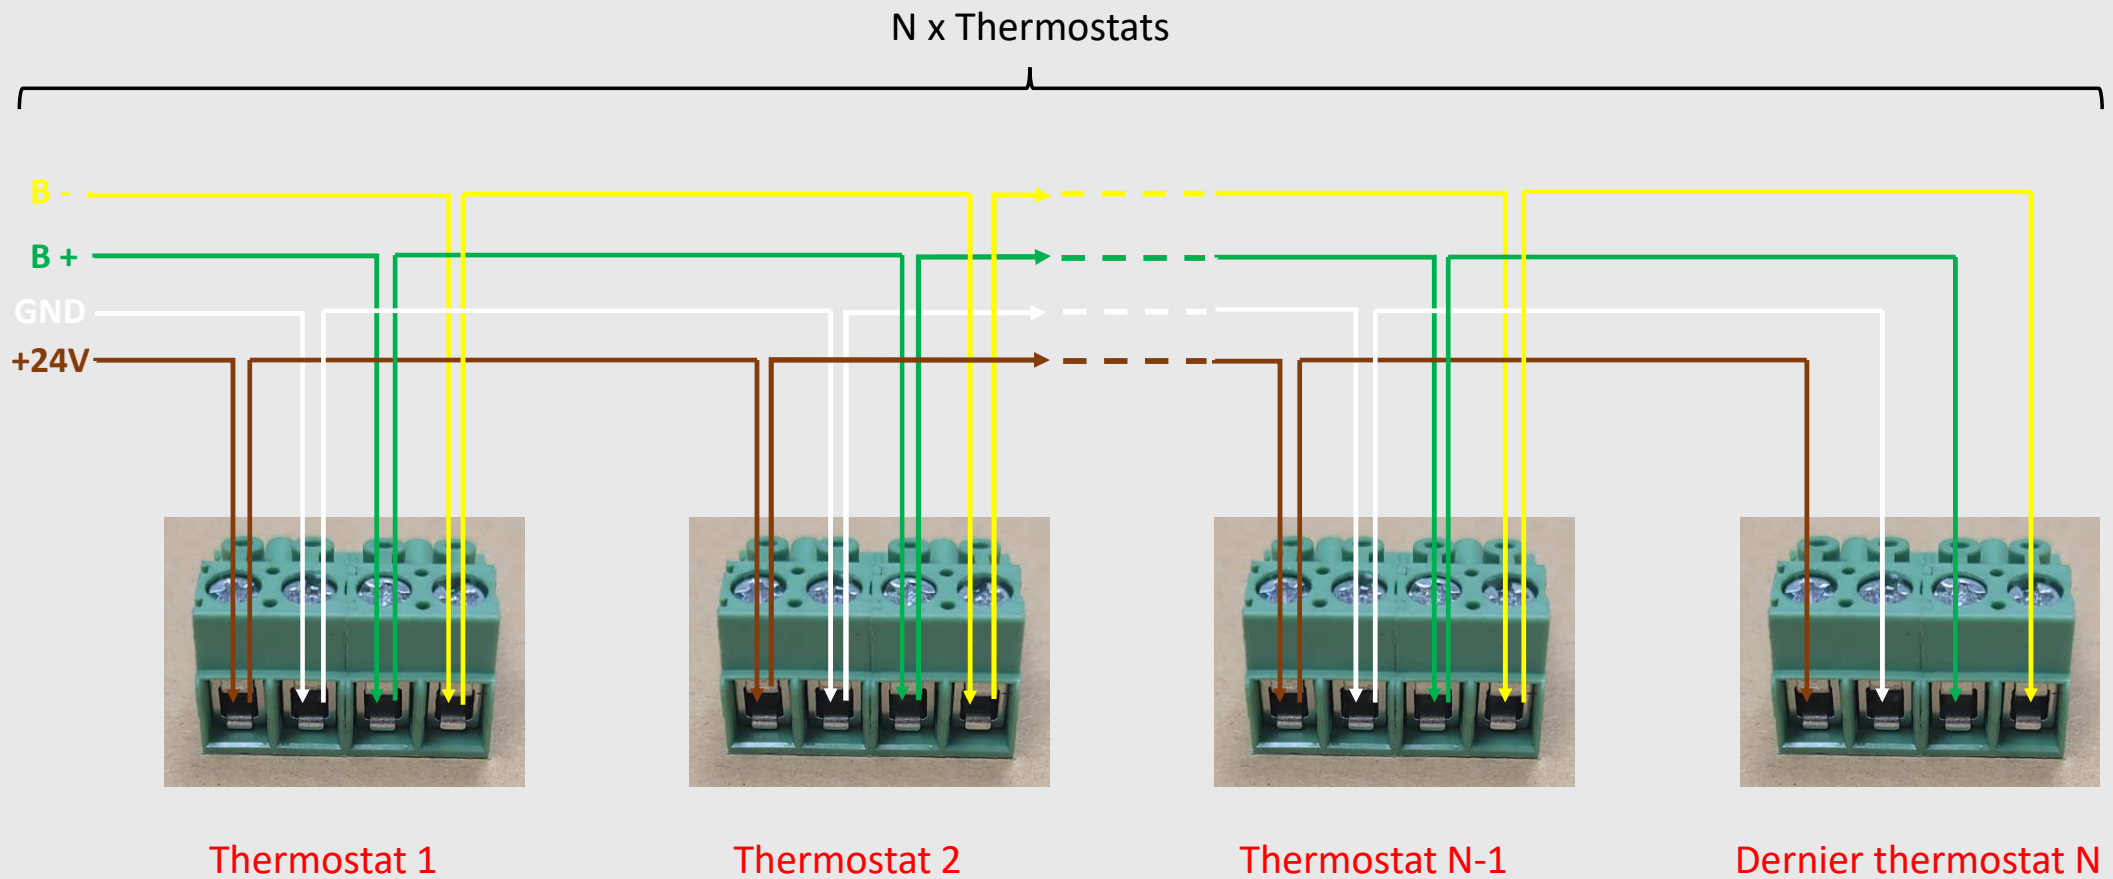 N x Thermostats
B -
B +
GND
+24V
Thermostat 1
Thermostat 2
Thermostat N-1
Dernier thermostat N